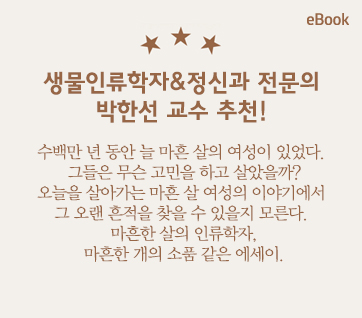 eBook
생물인류학자&정신과 전문의
박한선 교수 추천!
수백만 년 동안 늘 마흔 살의 여성이 있었다.
그들은 무슨 고민을 하고 살았을까?
오늘을 살아가는 마흔 살 여성의 이야기에서
그 오랜 흔적을 찾을 수 있을지 모른다.
마흔한 살의 인류학자,
마흔한 개의 소품 같은 에세이.